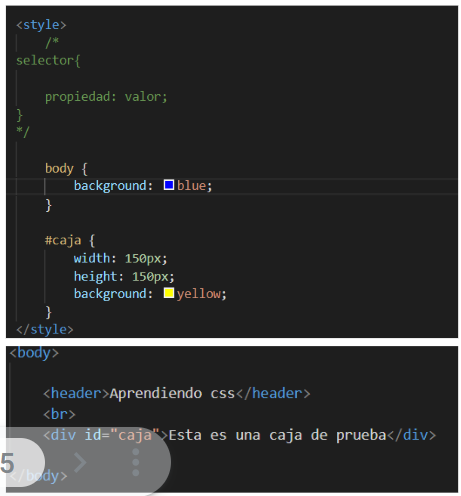 <style>
/*
selector{
propiedad: valor;
}
*/
body {
background: blue;
}
#caja {
width: 150px;
height: 150px;
background: yellow;
}
</style>
<body>
<header>Aprendiendo css</header>
<br>
<div id="caja">Esta es una caja de prueba</div>
5
</body>